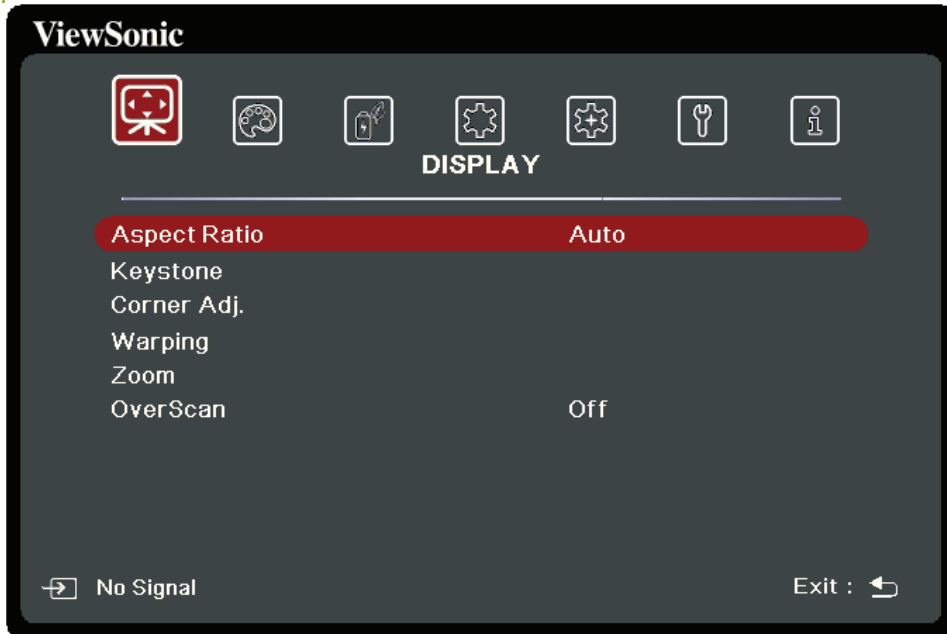 ViewSonic
DISPLAY
Aspect Ratio Auto
Keystone
Corner Adj.
Warping
Zoom
OverScan Off
No Signal
Exit :